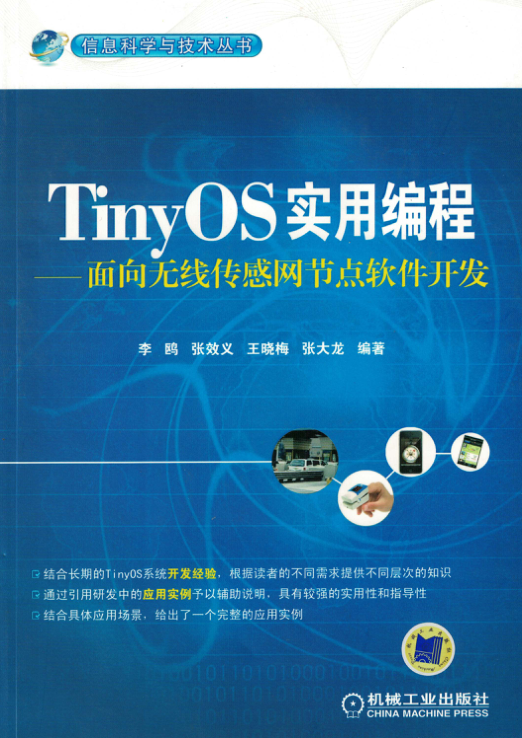 信息科学与技术丛书
TinyOS实用编程
——面向无线传感网节点软件开发
李 鸥 张效义 王晓梅 张大龙 编著
结合长期的TinyOS系统开发经验，根据读者的不同需求提供不同层次的知识
通过引用研发中的应用实例予以辅助说明，具有较强的实用性和指导性
结合具体应用场景，给出了一个完整的应用实例
机械工业出版社
CHINA MACHINE PRESS